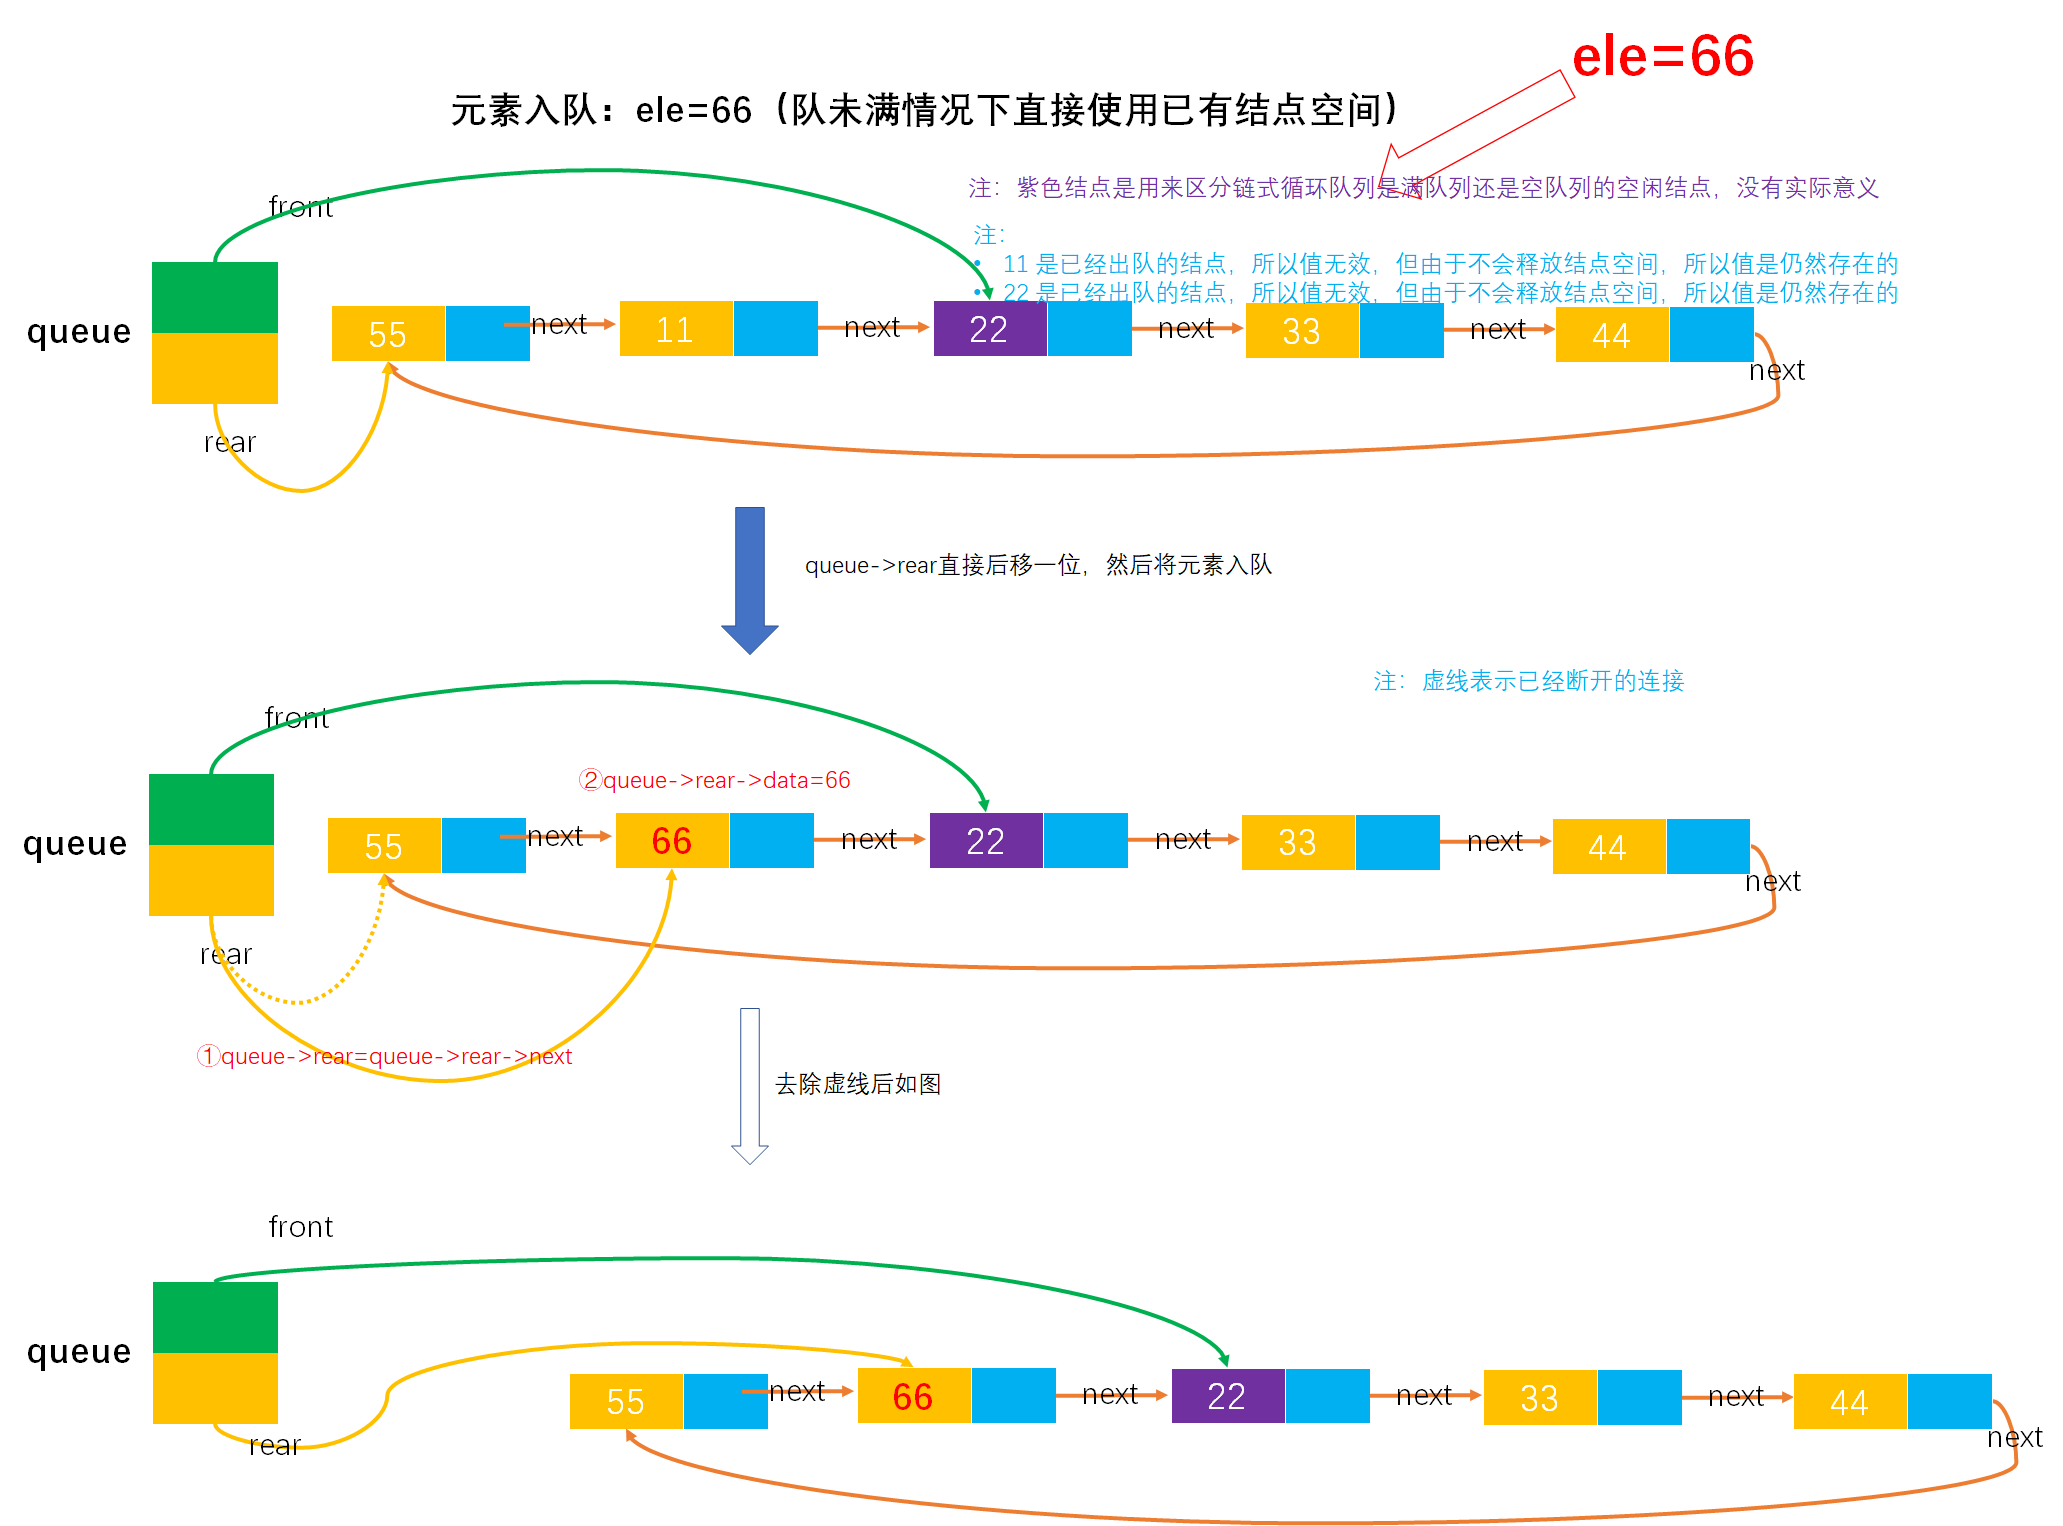 ele=66
元素入队：ele=66（队未满情况下直接使用已有结点空间）
注：紫色结点是用来区分链式循环队列是满队列还是空队列的空闲结点，没有实际意义
front
注：
• 11 是已经出队的结点，所以值无效，但由于不会释放结点空间，所以值是仍然存在的
• 22 是已经出队的结点，所以值无效，但由于不会释放结点空间，所以值是仍然存在的
queue
55 next 11 next 22 next 33 next 44
next
rear
queue->rear直接后移一位，然后将元素入队
注：虚线表示已经断开的连接
front
②queue->rear->data=66
queue
55 next 66 next 22 next 33 next 44
next
rear
①queue->rear=queue->rear->next
去除虚线后如图
front
queue
55 next 66 next 22 next 33 next 44
next
rear